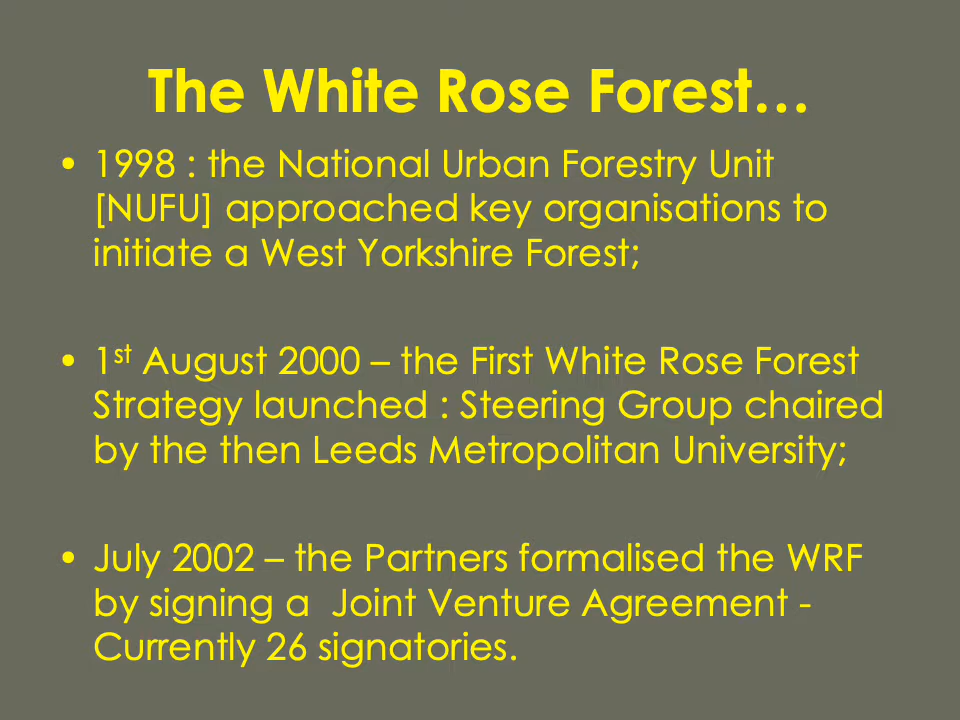 The White Rose Forest…
• 1998 : the National Urban Forestry Unit
[NUFU] approached key organisations to
initiate a West Yorkshire Forest;
• 1st August 2000 – the First White Rose Forest
Strategy launched : Steering Group chaired
by the then Leeds Metropolitan University;
• July 2002 – the Partners formalised the WRF
by signing a  Joint Venture Agreement -
Currently 26 signatories.